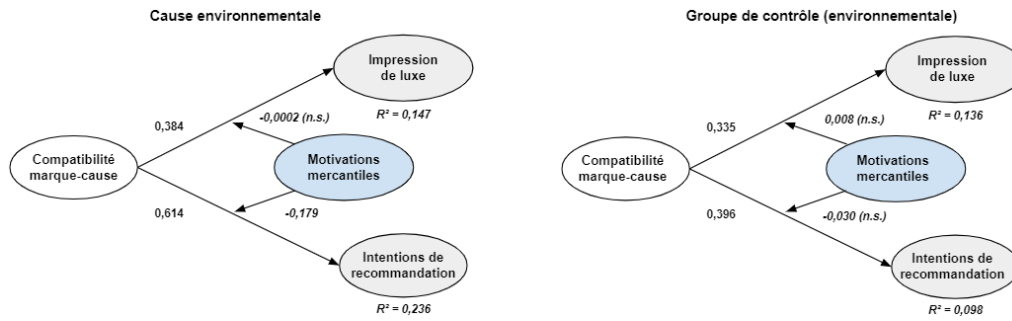 Cause environnementale
Impression
de luxe
-0,0002 (n.s.)
R² = 0,147
0,384
Compatibilité
marque-cause
Motivations
mercantiles
0,614
-0,179
Intentions de
recommandation
R² = 0,236
Groupe de contrôle (environementale)
Impression
de luxe
0,008 (n.s.)
R² = 0,136
0,335
Compatibilité
marque-cause
Motivations
mercantiles
0,396
-0,030 (n.s.)
Intentions de
recommandation
R² = 0,098